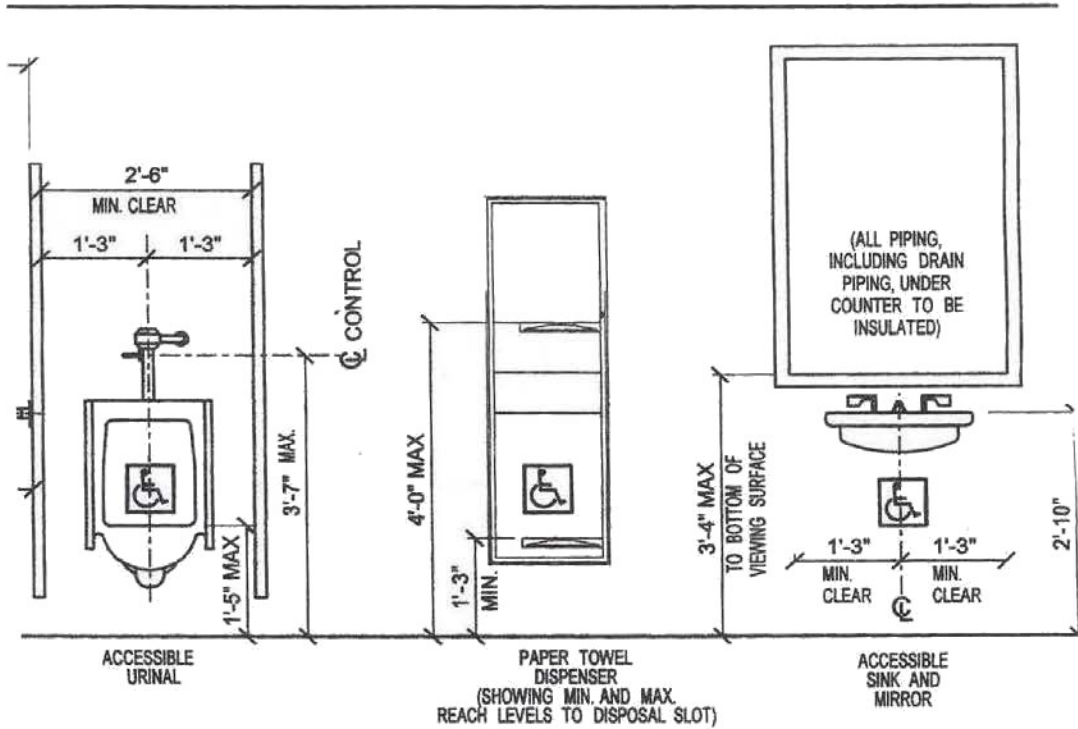 2'-6"
MIN. CLEAR
1'-3" 1'-3"
℄ CONTROL
3'-7" MAX.
1'-5" MAX
ACCESSIBLE
URINAL
4'-0" MAX
1'-3"
MIN.
PAPER TOWEL
DISPENSER
(SHOWING MIN. AND MAX.
REACH LEVELS TO DISPOSAL SLOT)
(ALL PIPING,
INCLUDING DRAIN
PIPING, UNDER
COUNTER TO BE
INSULATED)
3'-4" MAX
TO BOTTOM OF
VIEWING SURFACE
1'-3" 1'-3"
MIN. MIN.
CLEAR CLEAR
℄
2'-10"
ACCESSIBLE
SINK AND
MIRROR